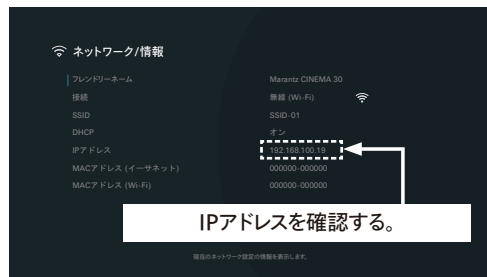 ネットワーク/情報
フレンドリーネーム Marantz CINEMA 30
接続 無線 (Wi-Fi)
SSID SSID-01
DHCP オン
IPアドレス 192.168.100.19
MACアドレス (イーサネット) 000000-000000
MACアドレス (Wi-Fi) 000000-000000
IPアドレスを確認する。
現在のネットワーク設定の情報を表示します。